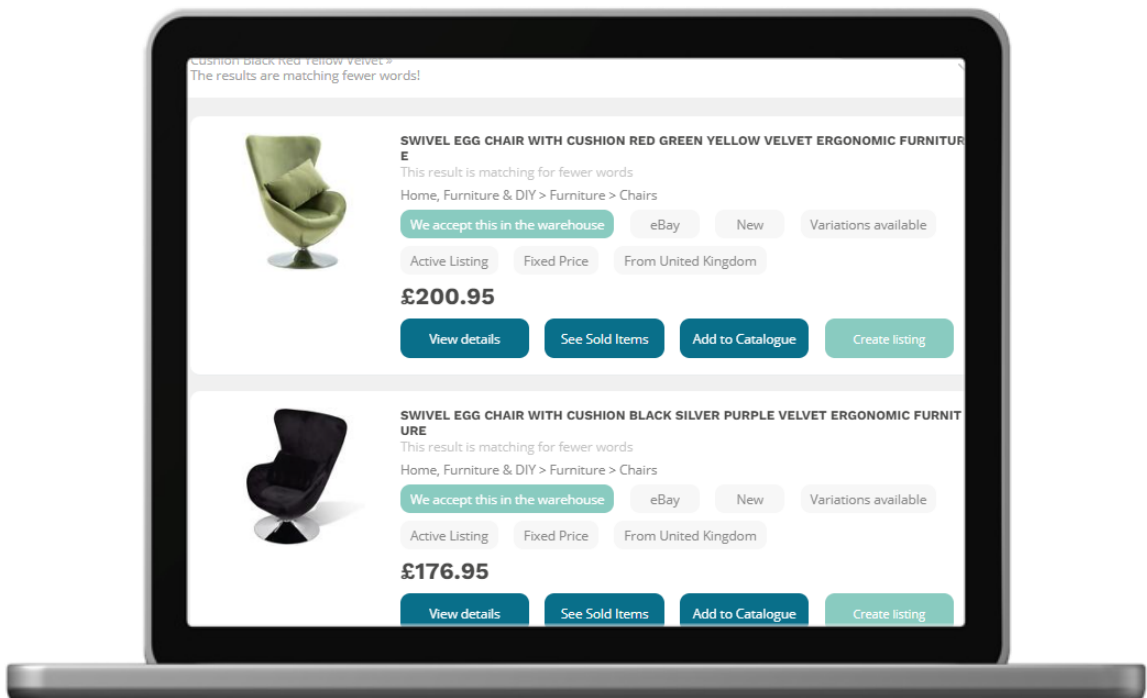 Cushion Black Red Yellow Velvet »
The results are matching fewer words!
SWIVEL EGG CHAIR WITH CUSHION RED GREEN YELLOW VELVET ERGONOMIC FURNITUR
E
This result is matching for fewer words
Home, Furniture & DIY > Furniture > Chairs
We accept this in the warehouse eBay New Variations available
Active Listing Fixed Price From United Kingdom
£200.95
View details See Sold Items Add to Catalogue Create listing
SWIVEL EGG CHAIR WITH CUSHION BLACK SILVER PURPLE VELVET ERGONOMIC FURNIT
URE
This result is matching for fewer words
Home, Furniture & DIY > Furniture > Chairs
We accept this in the warehouse eBay New Variations available
Active Listing Fixed Price From United Kingdom
£176.95
View details See Sold Items Add to Catalogue Create listing